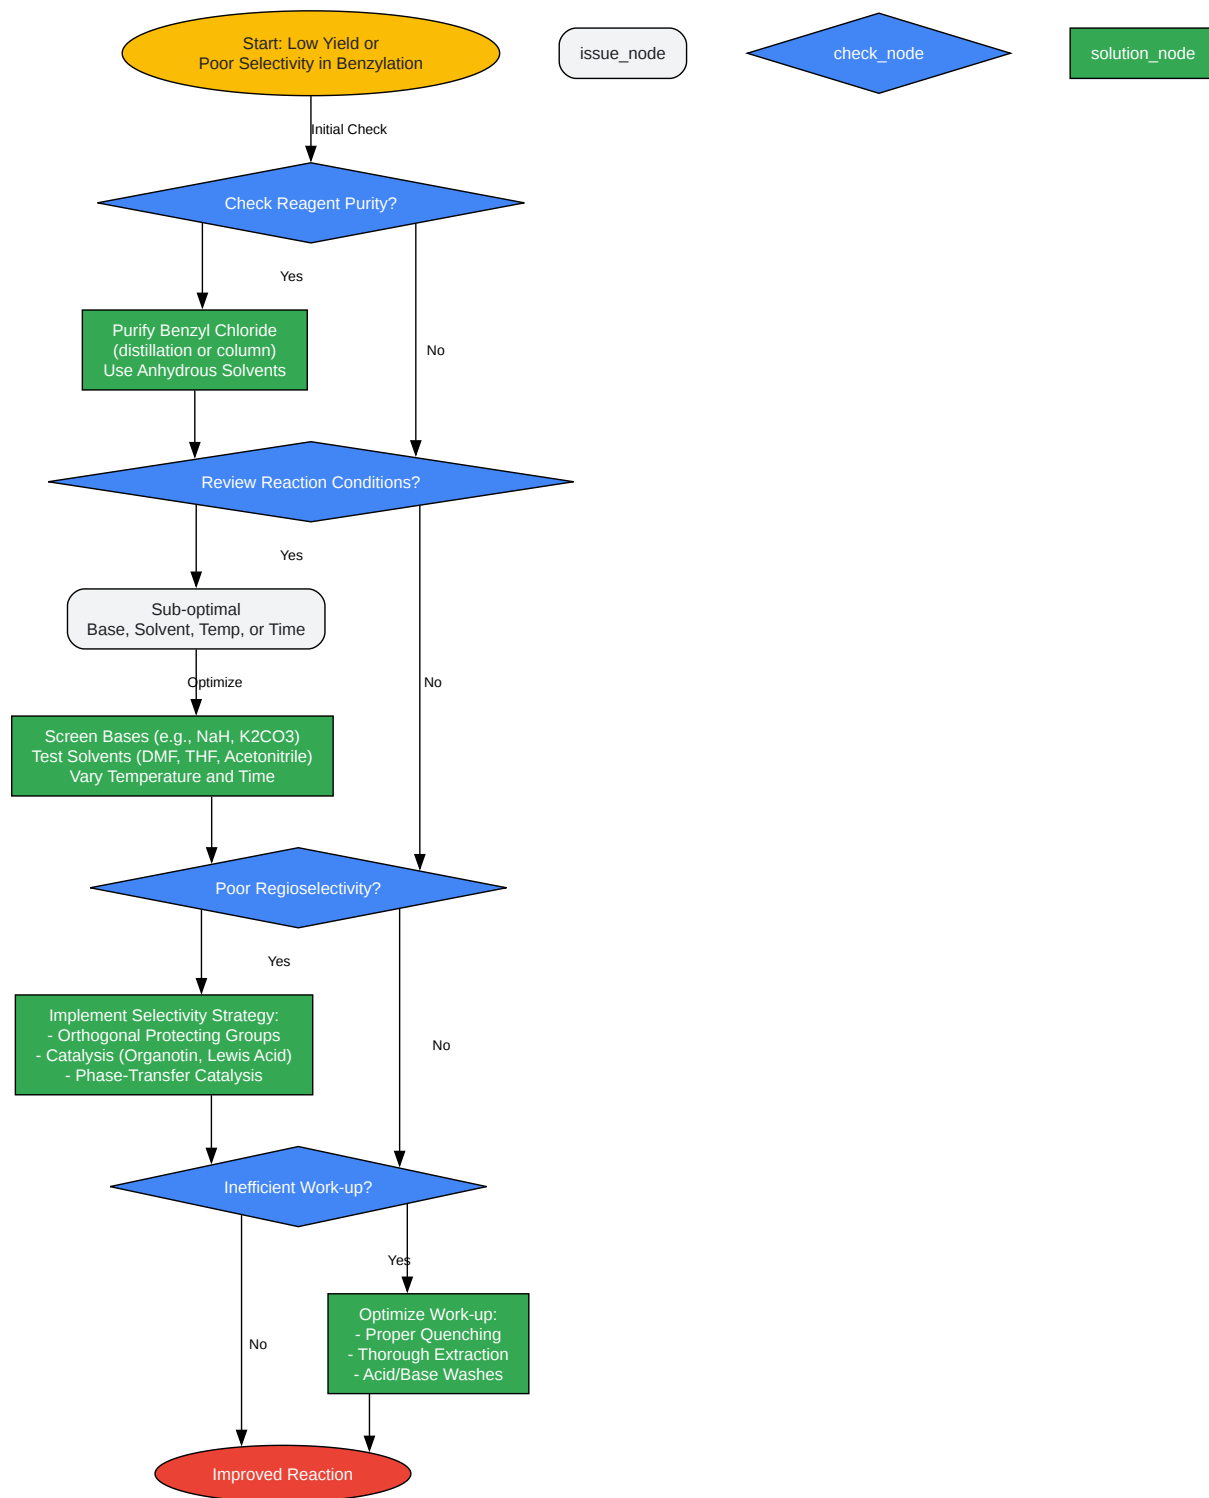 Start: Low Yield or
Poor Selectivity in Benzylation
issue_node
check_node
solution_node
Initial Check
Check Reagent Purity?
Yes
Purify Benzyl Chloride
(distillation or column)
Use Anhydrous Solvents
No
Review Reaction Conditions?
Yes
Sub-optimal
Base, Solvent, Temp, or Time
Optimize
No
Screen Bases (e.g., NaH, K2CO3)
Test Solvents (DMF, THF, Acetonitrile)
Vary Temperature and Time
Poor Regioselectivity?
Yes
Implement Selectivity Strategy:
- Orthogonal Protecting Groups
- Catalysis (Organotin, Lewis Acid)
- Phase-Transfer Catalysis
No
Inefficient Work-up?
Yes
Optimize Work-up:
- Proper Quenching
- Thorough Extraction
- Acid/Base Washes
No
Improved Reaction